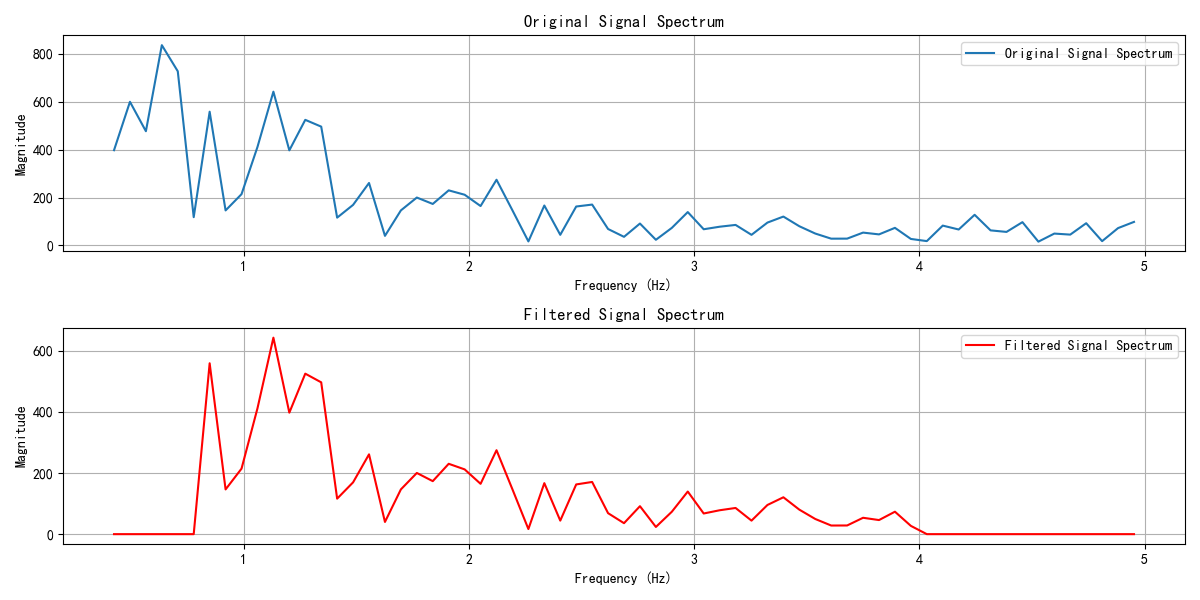 Original Signal Spectrum
800
600
400
200
0
Magnitude
Original Signal Spectrum
1 2 3 4 5
Frequency (Hz)
Filtered Signal Spectrum
600
400
200
0
Magnitude
Filtered Signal Spectrum
1 2 3 4 5
Frequency (Hz)